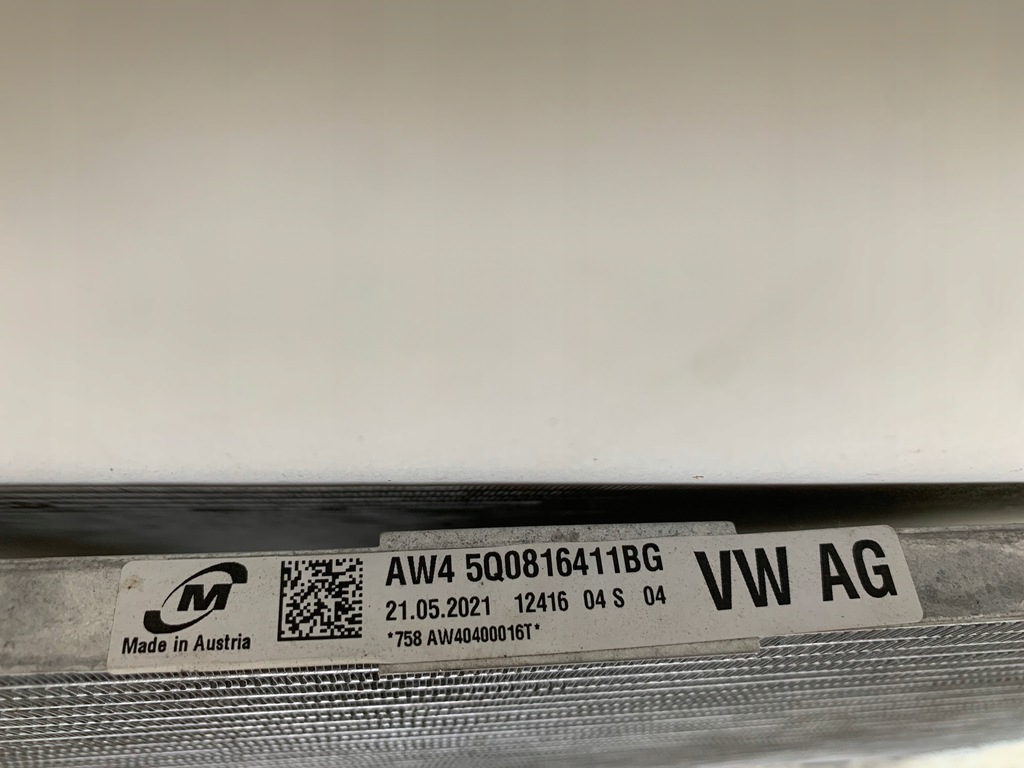 M
Made in Austria
AW4 5Q0816411BG
21.05.2021 12416 04 S 04
*758 AW40400016T*
VW AG